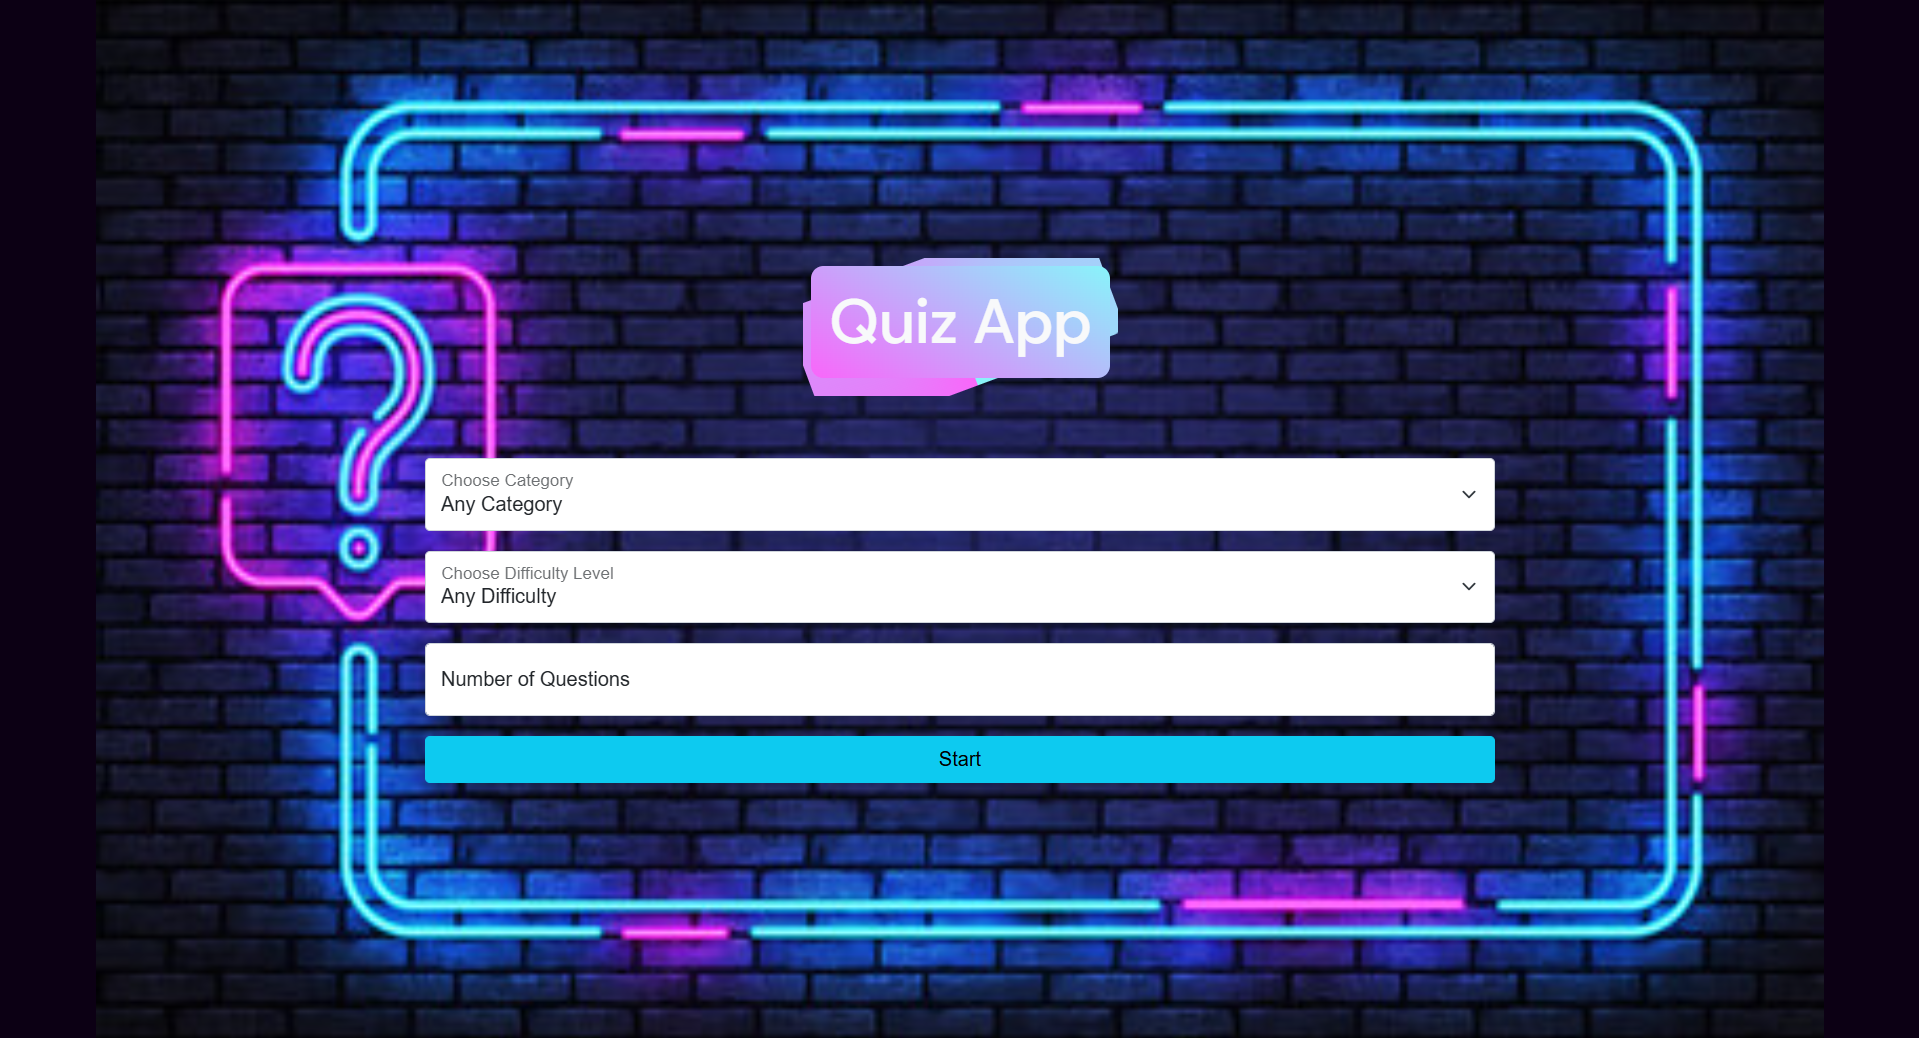 Quiz App
Choose Category
Any Category
Choose Difficulty Level
Any Difficulty
Number of Questions
Start